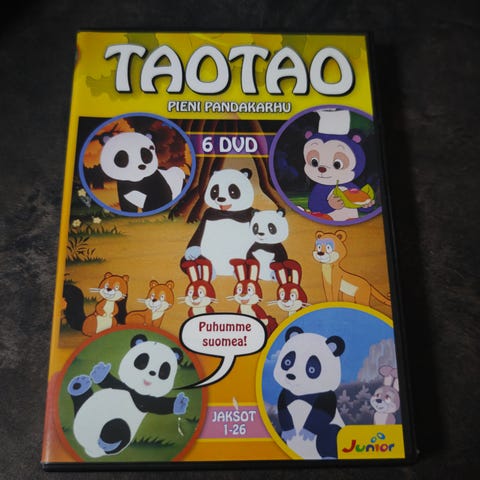 TAOTAO
PIENI PANDAKARHU
6 DVD
Puhumme
suomea!
JAKSOT
1-26
Junior